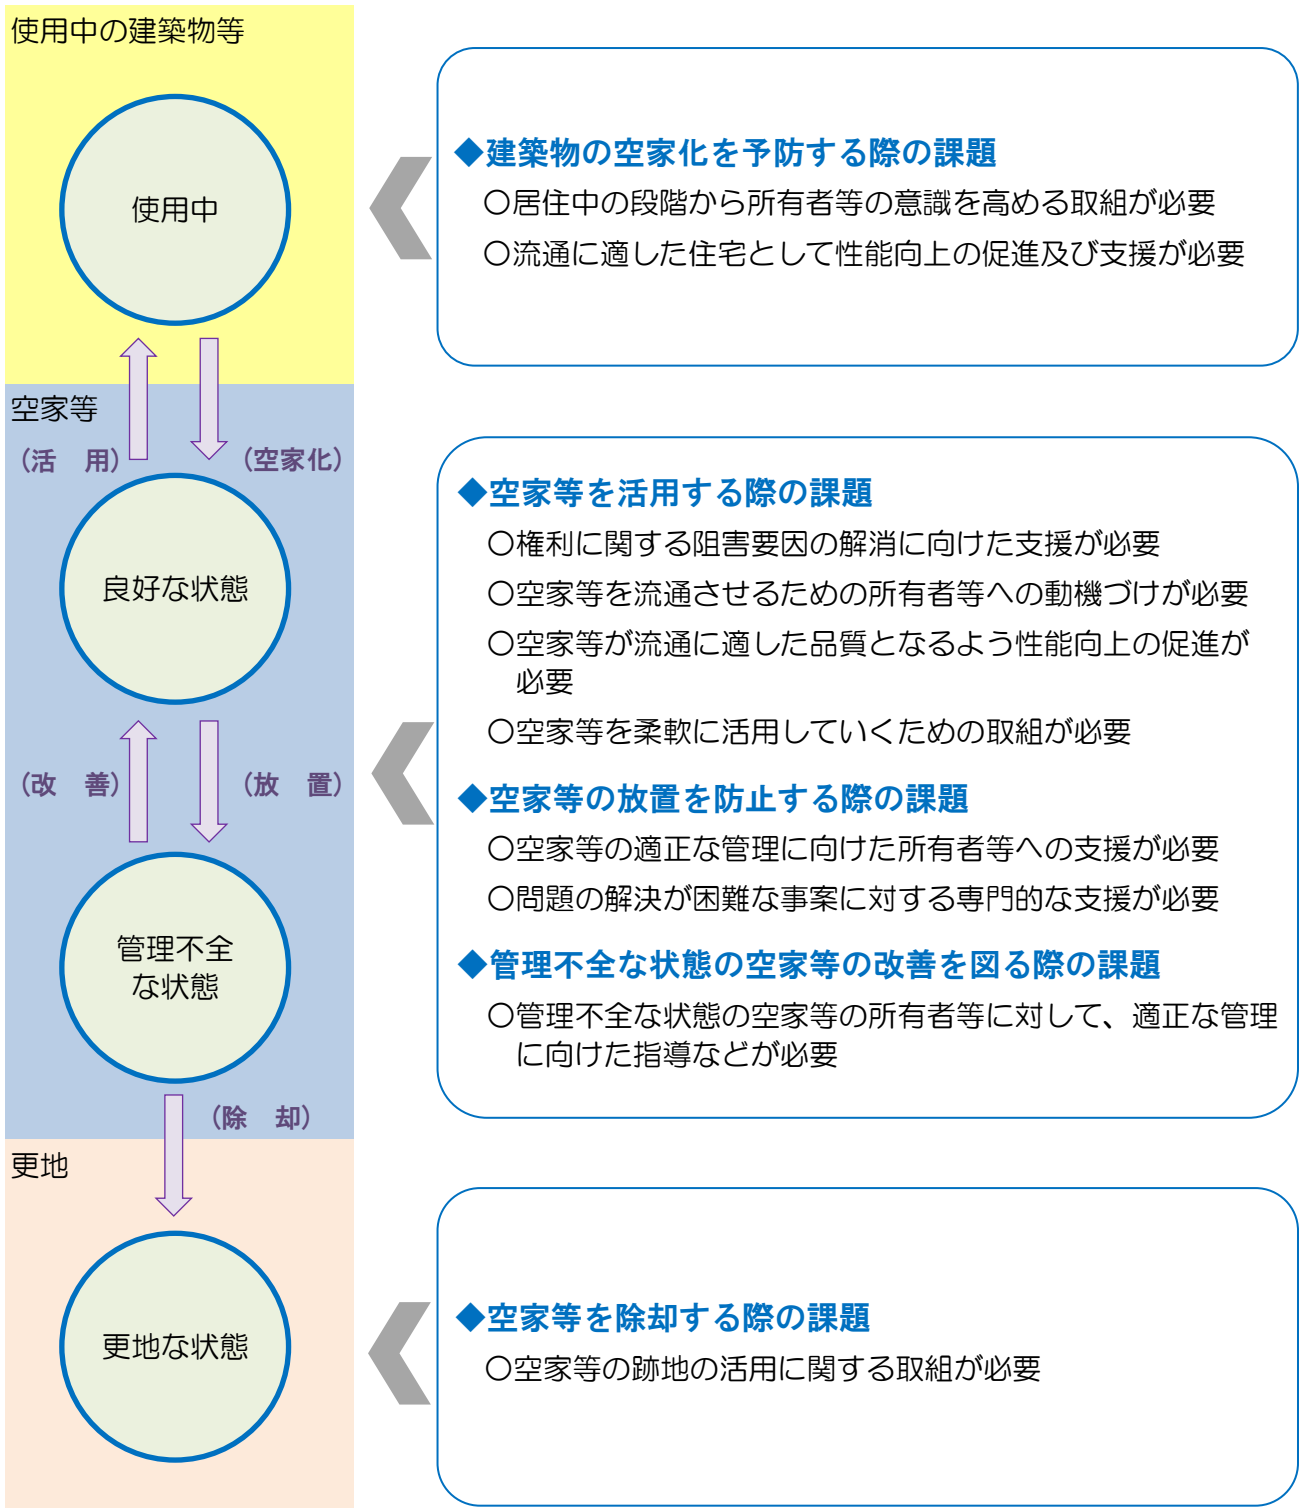 使用中の建築物等
使用中
◆建築物の空家化を予防する際の課題
〇居住中の段階から所有者等の意識を高める取組が必要
〇流通に適した住宅として性能向上の促進及び支援が必要
空家等
（活　用）
（空家化）
良好な状態
（改　善）
（放　置）
管理不全
な状態
（除　却）
◆空家等を活用する際の課題
〇権利に関する阻害要因の解消に向けた支援が必要
〇空家等を流通させるための所有者等への動機づけが必要
〇空家等が流通に適した品質となるよう性能向上の促進が
必要
〇空家等を柔軟に活用していくための取組が必要
◆空家等の放置を防止する際の課題
〇空家等の適正な管理に向けた所有者等への支援が必要
〇問題の解決が困難な事案に対する専門的な支援が必要
◆管理不全な状態の空家等の改善を図る際の課題
〇管理不全な状態の空家等の所有者等に対して、適正な管理
に向けた指導などが必要
更地
更地な状態
◆空家等を除却する際の課題
〇空家等の跡地の活用に関する取組が必要